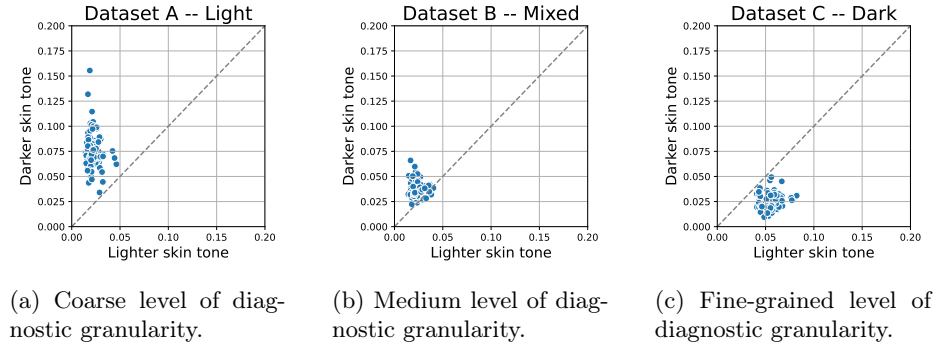 Dataset A -- Light
0.200
0.175
0.150
0.125
0.100
0.075
0.050
0.025
0.000
Darker skin tone
0.00 0.05 0.10 0.15 0.20
Lighter skin tone
(a) Coarse level of diag-
nostic granularity.
Dataset B -- Mixed
0.200
0.175
0.150
0.125
0.100
0.075
0.050
0.025
0.000
Darker skin tone
0.00 0.05 0.10 0.15 0.20
Lighter skin tone
(b) Medium level of diag-
nostic granularity.
Dataset C -- Dark
0.200
0.175
0.150
0.125
0.100
0.075
0.050
0.025
0.000
Darker skin tone
0.00 0.05 0.10 0.15 0.20
Lighter skin tone
(c) Fine-grained level of
diagnostic granularity.